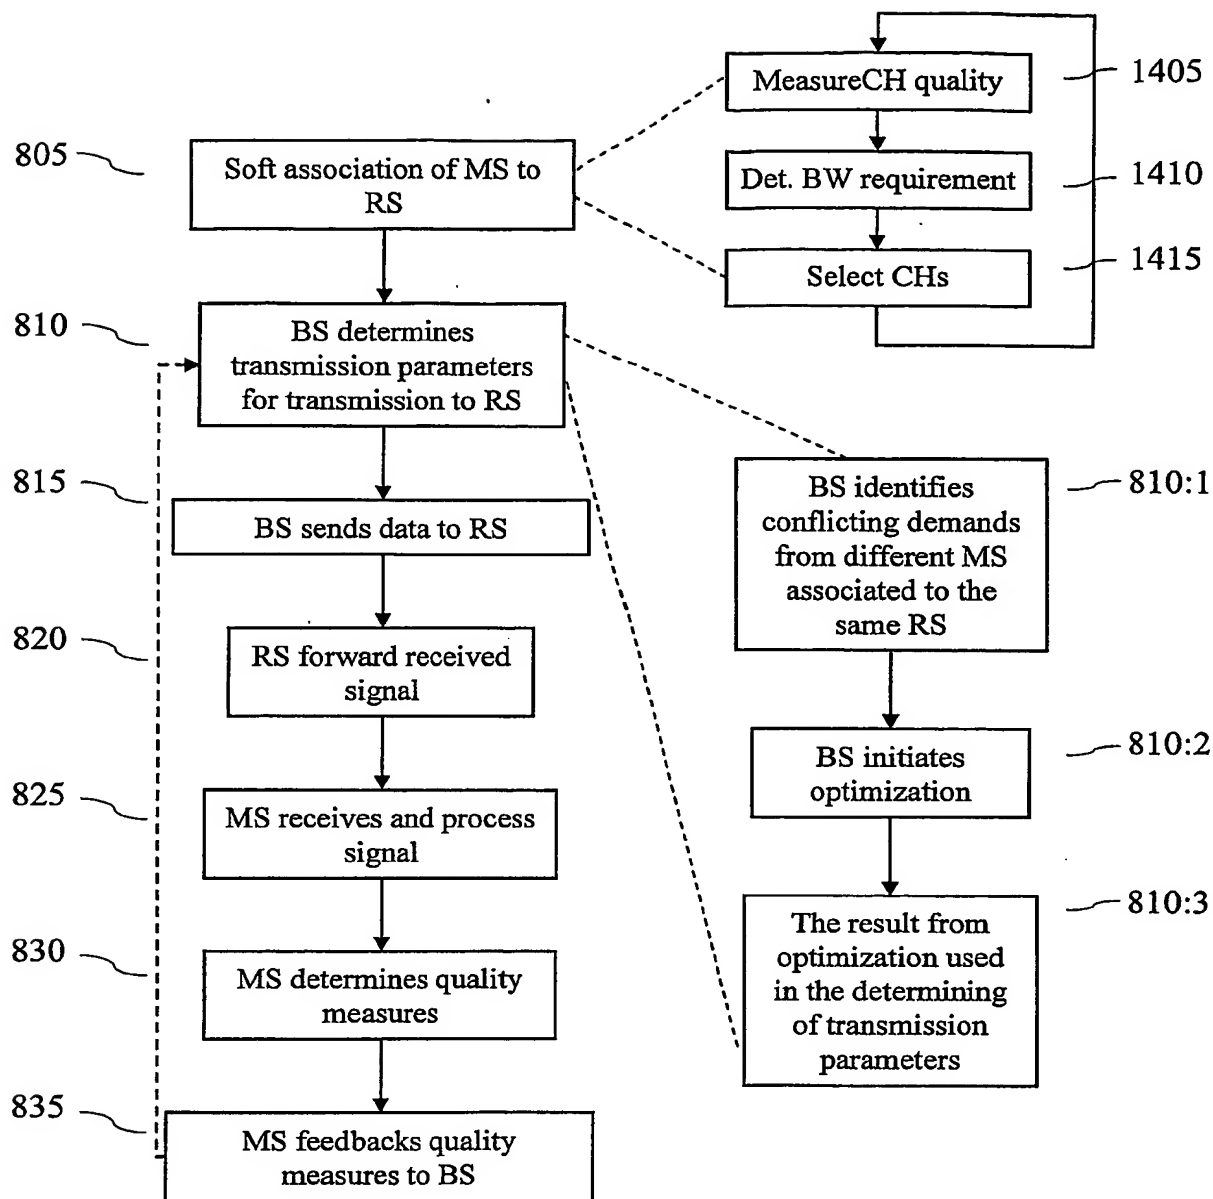 805
Soft association of MS to
RS
810
BS determines
transmission parameters
for transmission to RS
815
BS sends data to RS
820
RS forward received
signal
825
MS receives and process
signal
830
MS determines quality
measures
835
MS feedbacks quality
measures to BS
MeasureCH quality
1405
Det. BW requirement
1410
Select CHs
1415
BS identifies
conflicting demands
from different MS
associated to the
same RS
810:1
BS initiates
optimization
810:2
The result from
optimization used
in the determining
of transmission
parameters
810:3